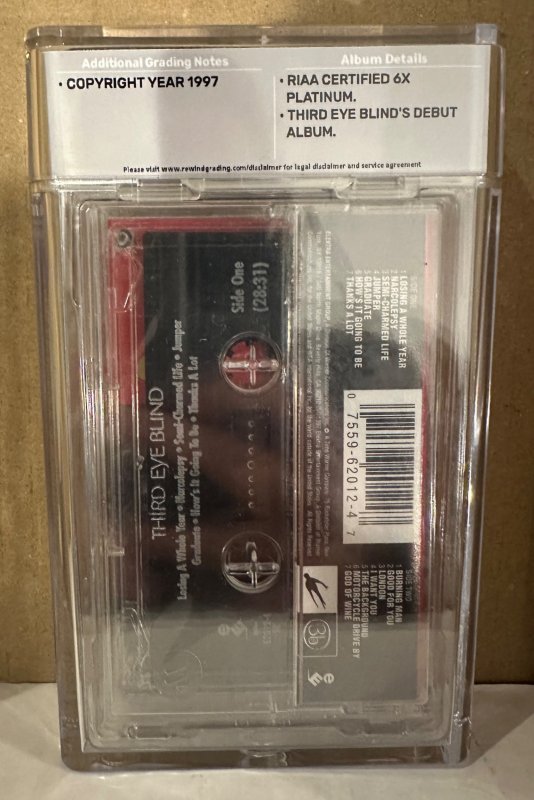 Additional Grading Notes
• COPYRIGHT YEAR 1997
Album Details
• RIAA CERTIFIED 6X
PLATINUM.
• THIRD EYE BLIND'S DEBUT
ALBUM.
Please visit www.rewindgrading.com/disclaimer for legal disclaimer and service agreement
SIDE ONE
1 LOSING A WHOLE YEAR
2 NARCOLEPSY
3 SEMI-CHARMED LIFE
4 JUMPER
5 GRADUATE
6 HOW'S IT GOING TO BE
7 THANKS A LOT
0 7559-62012-4 7
SIDE TWO
1 BURNING MAN
2 GOOD FOR YOU
3 LONDON
4 I WANT YOU
5 THE BACKGROUND
6 MOTORCYCLE DRIVE BY
7 GOD OF WINE
3b
e
Side One
(28:31)
THIRD EYE BLIND
Losing A Whole Year • Narcolepsy • Semi-Charmed Life • Jumper
Graduate • How's It Going To Be • Thanks A Lot